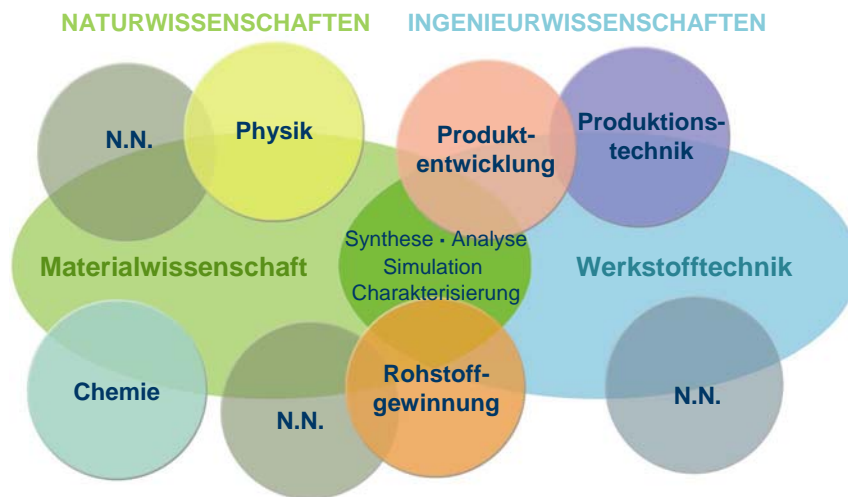 NATURWISSENSCHAFTEN
INGENIEURWISSENSCHAFTEN
N.N.
Physik
Produkt-
entwicklung
Produktions-
technik
Materialwissenschaft
Synthese · Analyse
Simulation
Charakterisierung
Werkstofftechnik
Chemie
N.N.
Rohstoff-
gewinnung
N.N.